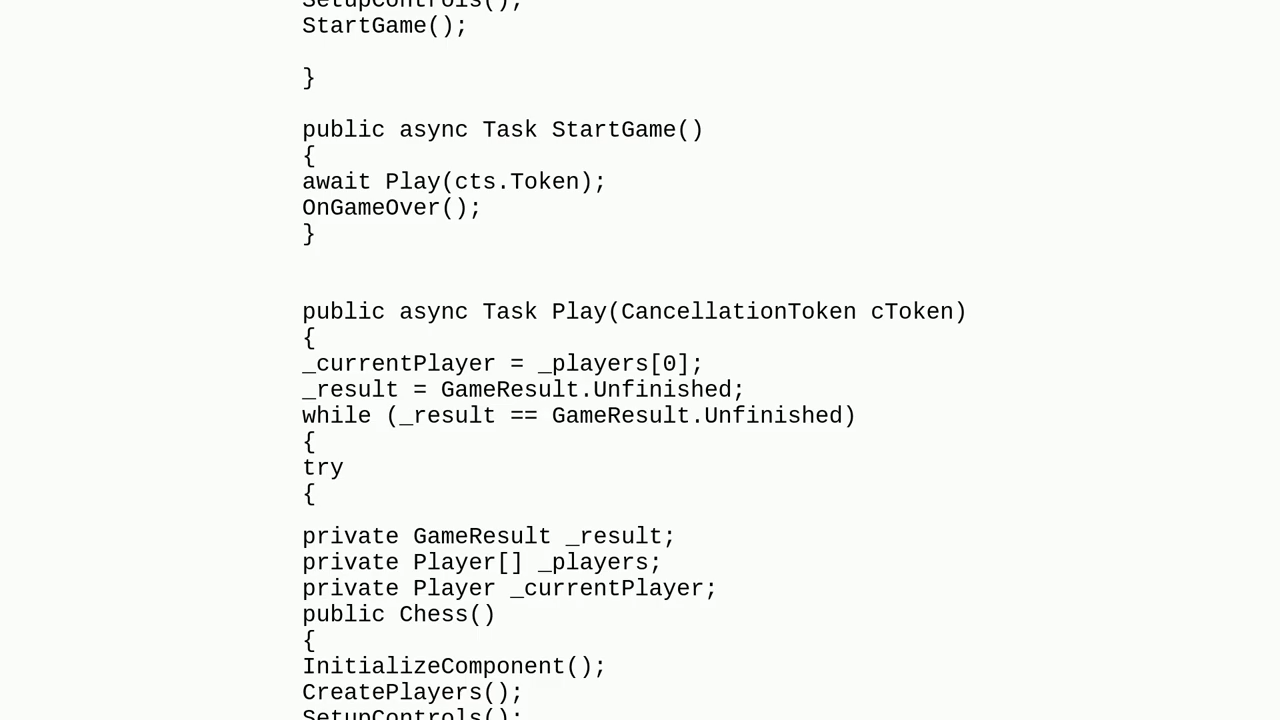 SetupControls();
StartGame();
}
public async Task StartGame()
{
await Play(cts.Token);
OnGameOver();
}
public async Task Play(CancellationToken cToken)
{
_currentPlayer = _players[0];
_result = GameResult.Unfinished;
while (_result == GameResult.Unfinished)
{
try
{
private GameResult _result;
private Player[] _players;
private Player _currentPlayer;
public Chess()
{
InitializeComponent();
CreatePlayers();
SetupControls();